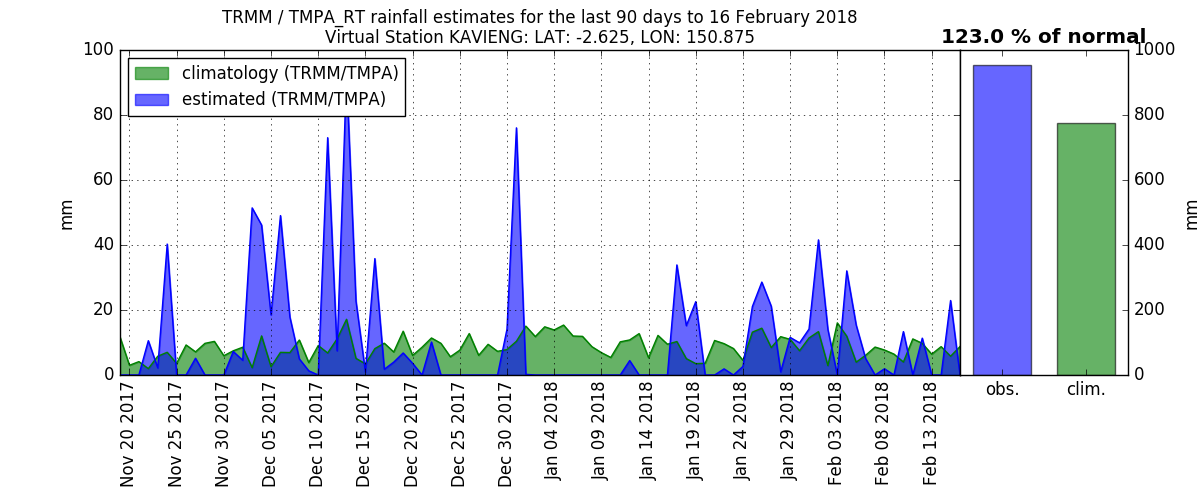 TRMM / TMPA_RT rainfall estimates for the last 90 days to 16 February 2018
Virtual Station KAVIENG: LAT: -2.625, LON: 150.875
123.0 % of normal
climatology (TRMM/TMPA)
estimated (TRMM/TMPA)
100
80
60
40
20
0
mm
1000
800
600
400
200
0
mm
Nov 20 2017
Nov 25 2017
Nov 30 2017
Dec 05 2017
Dec 10 2017
Dec 15 2017
Dec 20 2017
Dec 25 2017
Dec 30 2017
Jan 04 2018
Jan 09 2018
Jan 14 2018
Jan 19 2018
Jan 24 2018
Jan 29 2018
Feb 03 2018
Feb 08 2018
Feb 13 2018
obs.
clim.